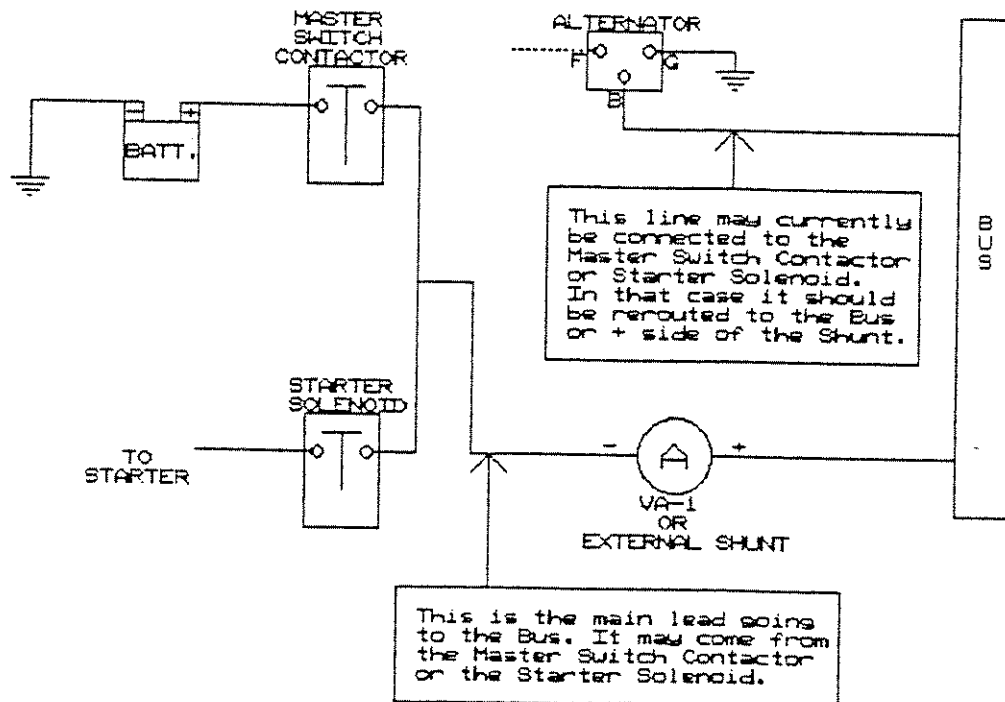 MASTER
SWITCH
CONTACTOR
ALTERNATOR
F
G
B
- +
BATT.
This line may currently
be connected to the
Master Switch Contactor
or Starter Solenoid.
In that case it should
be rerouted to the Bus
or + side of the Shunt.
BUS
STARTER
SOLENOID
TO
STARTER
- A +
VA-1
OR
EXTERNAL SHUNT
This is the main lead going
to the Bus. It may come from
the Master Switch Contactor
or the Starter Solenoid.